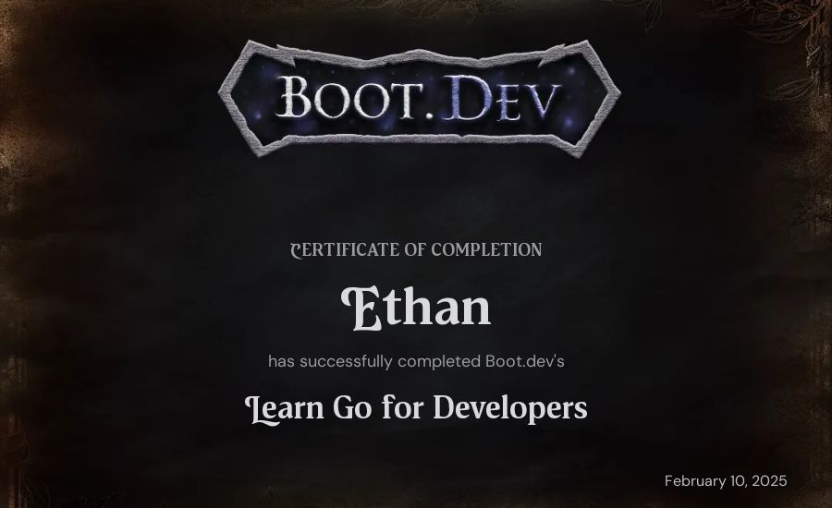 BOOT.DEV
CERTIFICATE OF COMPLETION
Ethan
has successfully completed Boot.dev's
Learn Go for Developers
February 10, 2025